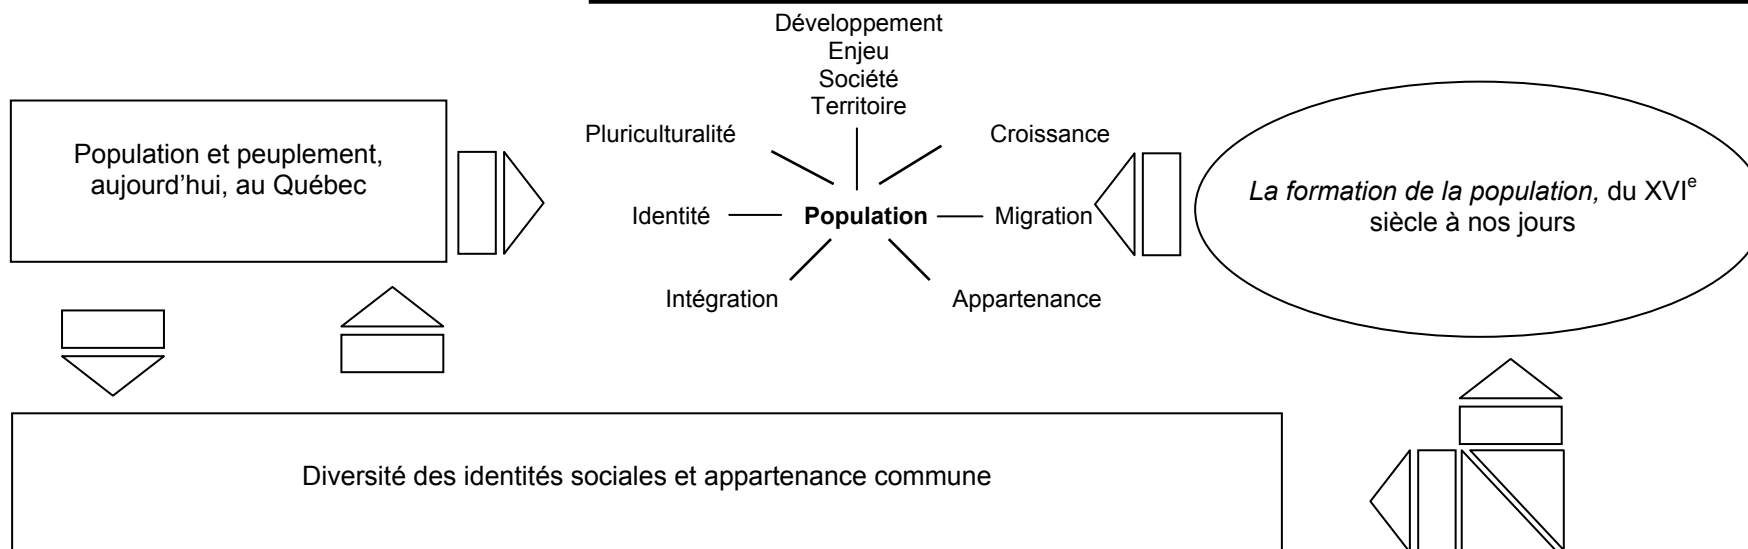 Développement
Enjeu
Société
Territoire
Pluriculturalité
Croissance
Population et peuplement,
aujourd’hui, au Québec
Identité
Population
Migration
La formation de la population, du XVIe
siècle à nos jours
Intégration
Appartenance
Diversité des identités sociales et appartenance commune